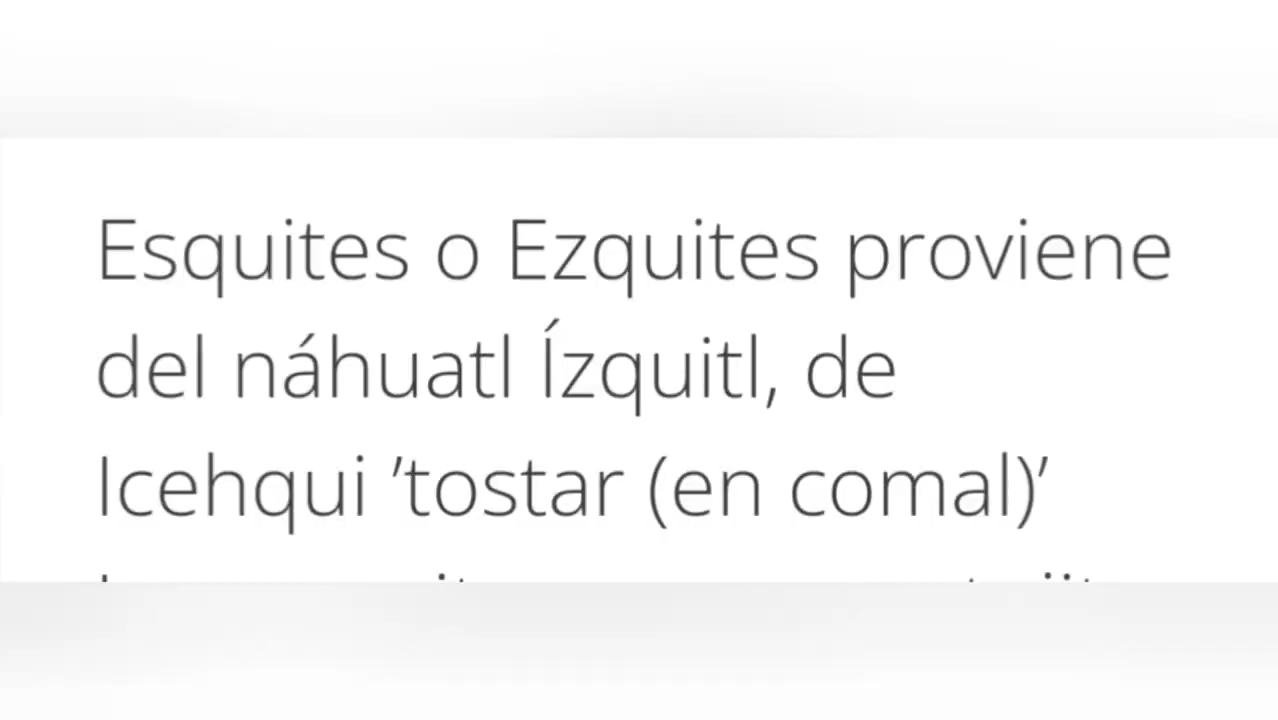 Esquites o Ezquites proviene
del náhuatl Ízquitl, de
Icehqui ’tostar (en comal)’